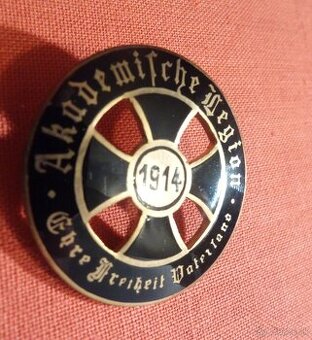 Akademiſche Legion
1914
Ehre Freiheit Vaterland